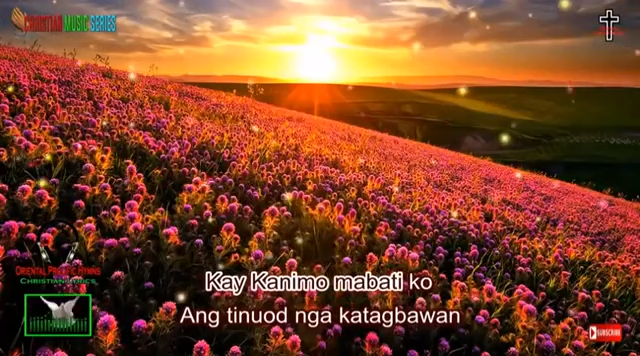 CHRISTIAN MUSIC SERIES
Kay Kanimo mabati ko
Ang tinuod nga katagbawan
ORIENTAL PACIFIC HYMNS
CHRISTIAN LYRICS
SUBSCRIBE